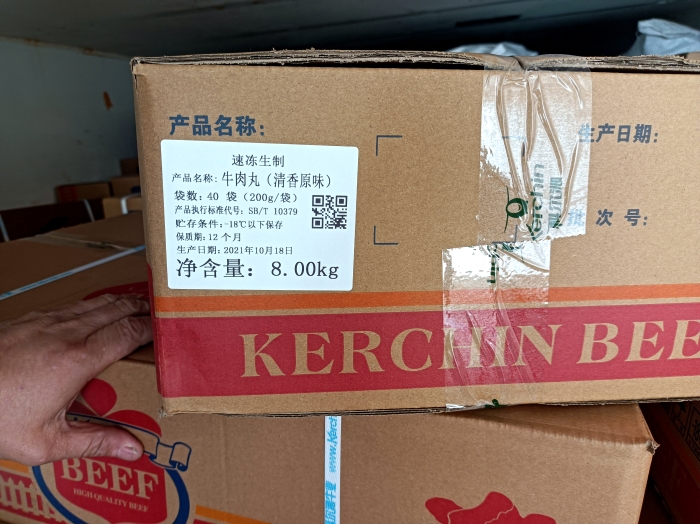 产品名称：
生产日期：
速冻生制
产品名称：牛肉丸（清香原味）
袋数：40 袋（200g/袋）
产品执行标准代号：SB/T 10379
贮存条件：-18℃以下保存
保质期：12 个月
生产日期：2021年10月18日
净含量：8.00kg
次 号：
Kerchin
KERCHIN BEE
BEEF
HIGH QUALITY BEEF